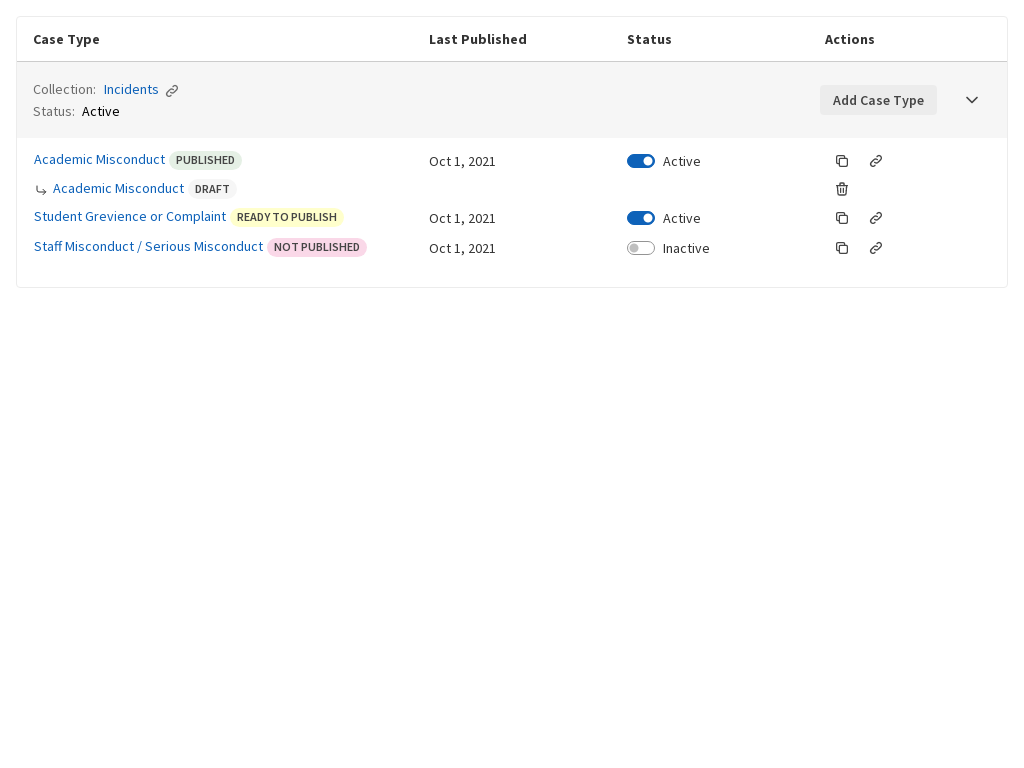 Case Type Last Published Status Actions
Collection: Incidents
Status: Active
Add Case Type
Academic Misconduct PUBLISHED Oct 1, 2021 Active
Academic Misconduct DRAFT
Student Grevience or Complaint READY TO PUBLISH Oct 1, 2021 Active
Staff Misconduct / Serious Misconduct NOT PUBLISHED Oct 1, 2021 Inactive